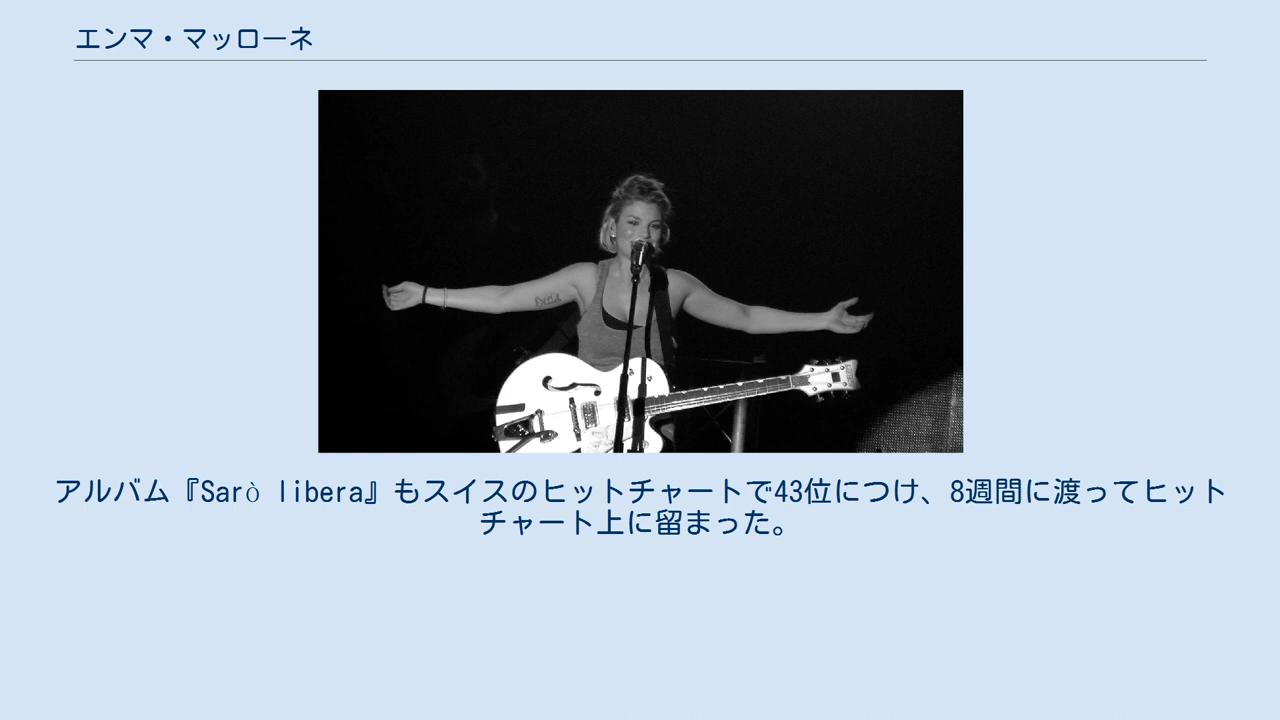 エンマ・マッローネ
アルバム『Sarò libera』もスイスのヒットチャートで43位につけ、8週間に渡ってヒット
チャート上に留まった。